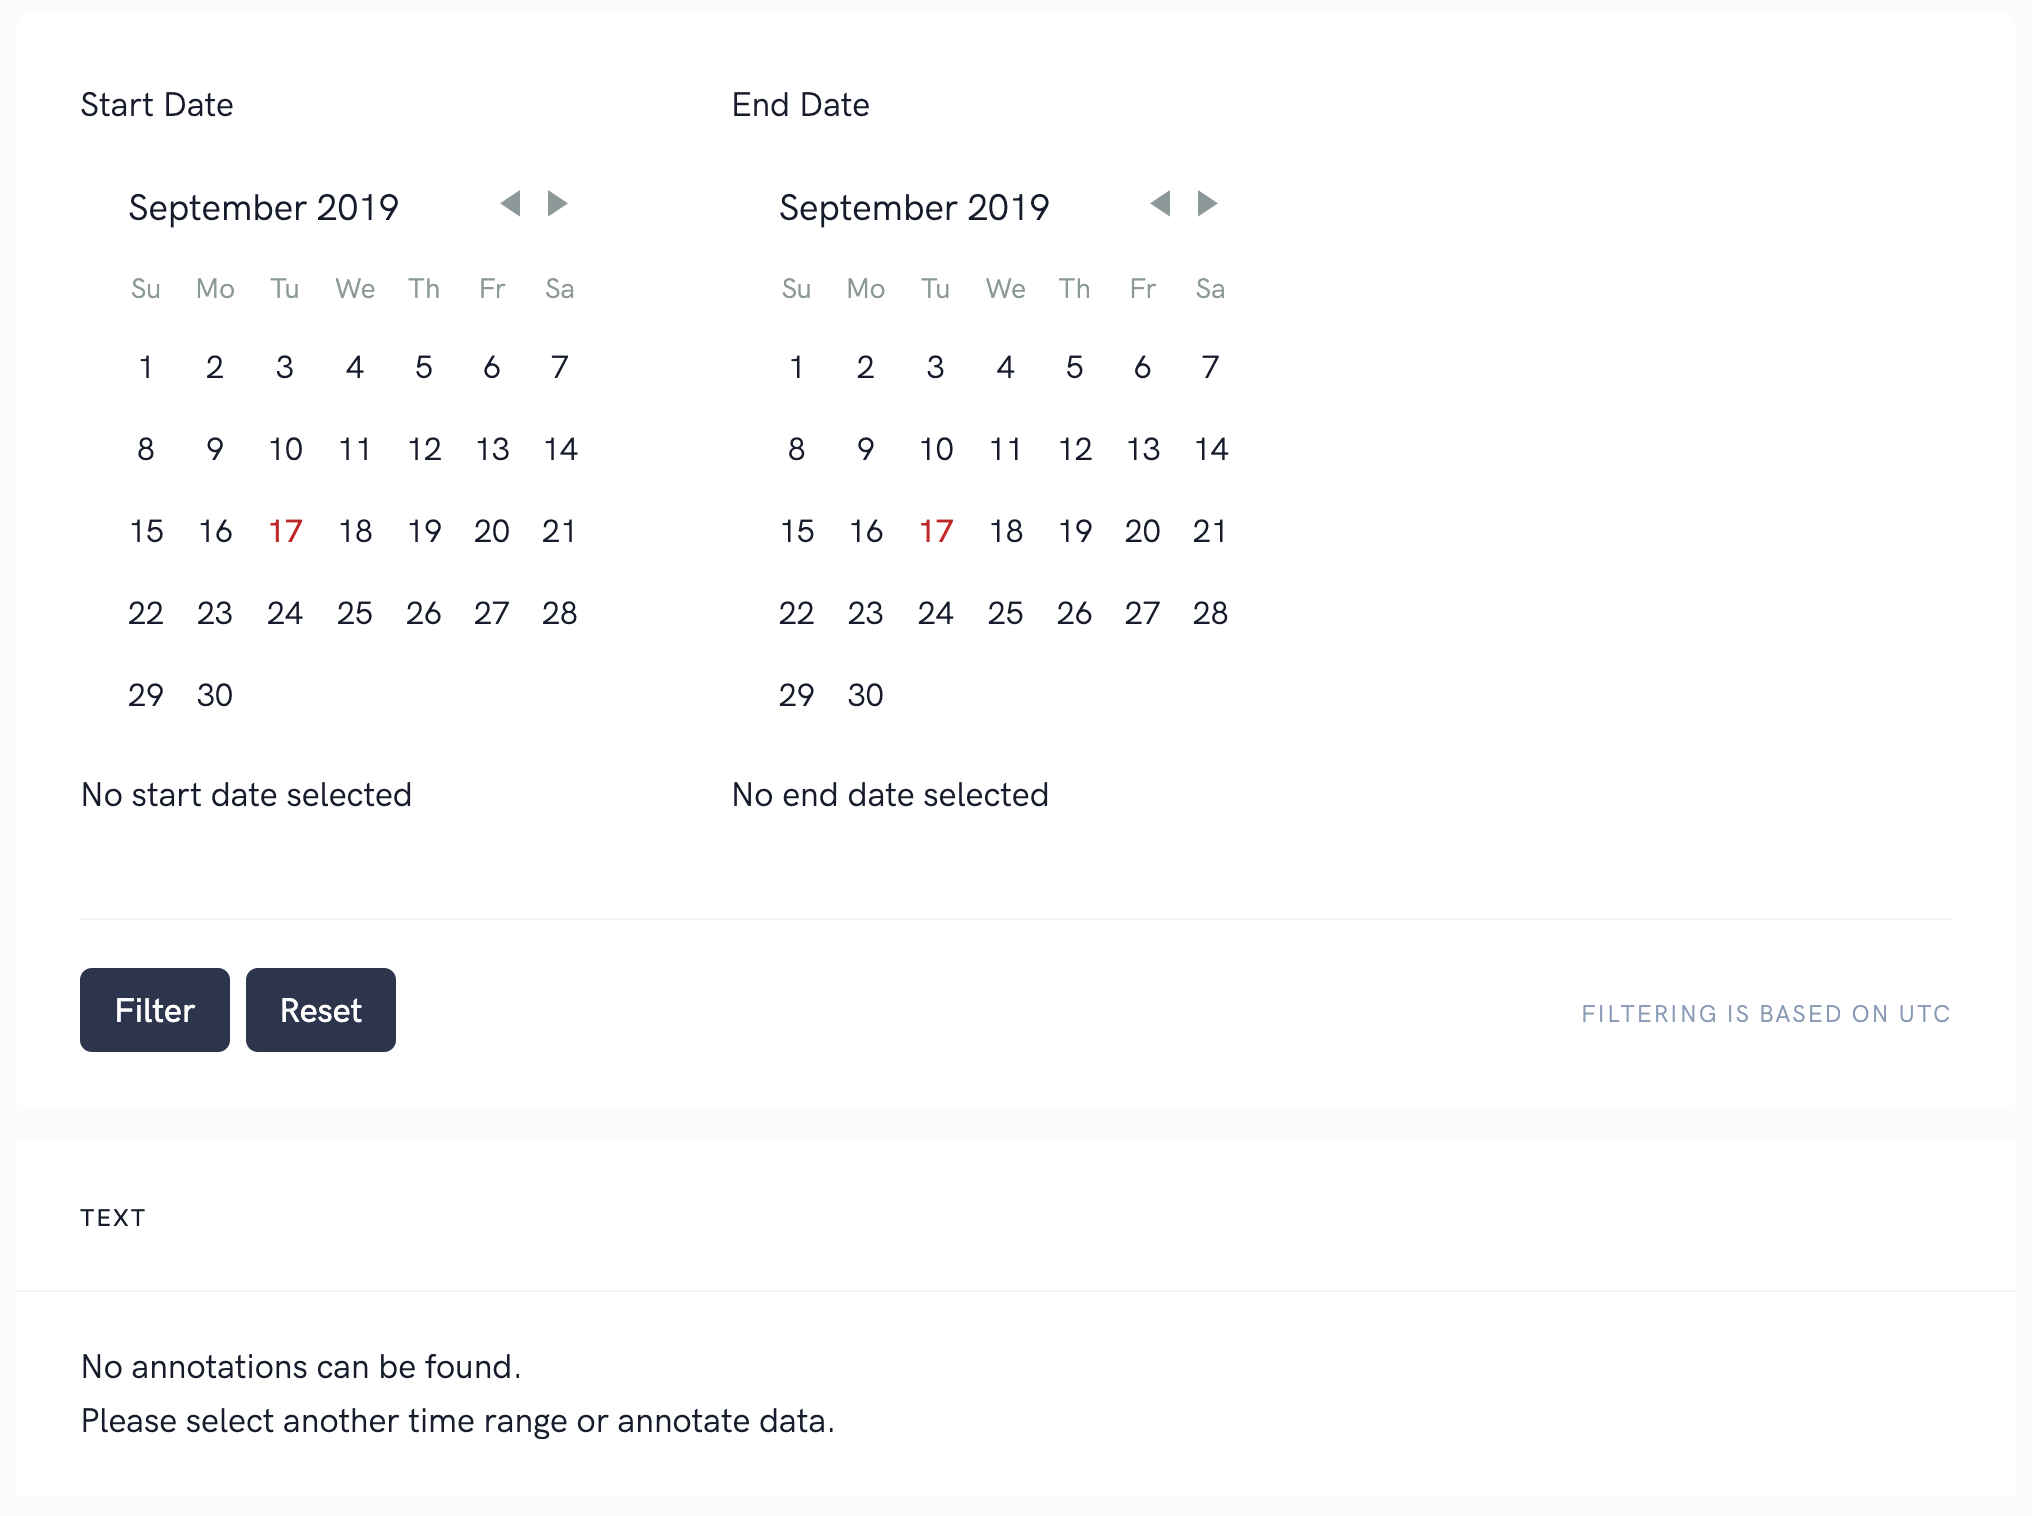 Start Date
September 2019
Su Mo Tu We Th Fr Sa
1 2 3 4 5 6 7
8 9 10 11 12 13 14
15 16 17 18 19 20 21
22 23 24 25 26 27 28
29 30
No start date selected
End Date
September 2019
Su Mo Tu We Th Fr Sa
1 2 3 4 5 6 7
8 9 10 11 12 13 14
15 16 17 18 19 20 21
22 23 24 25 26 27 28
29 30
No end date selected
Filter
Reset
FILTERING IS BASED ON UTC
TEXT
No annotations can be found.
Please select another time range or annotate data.